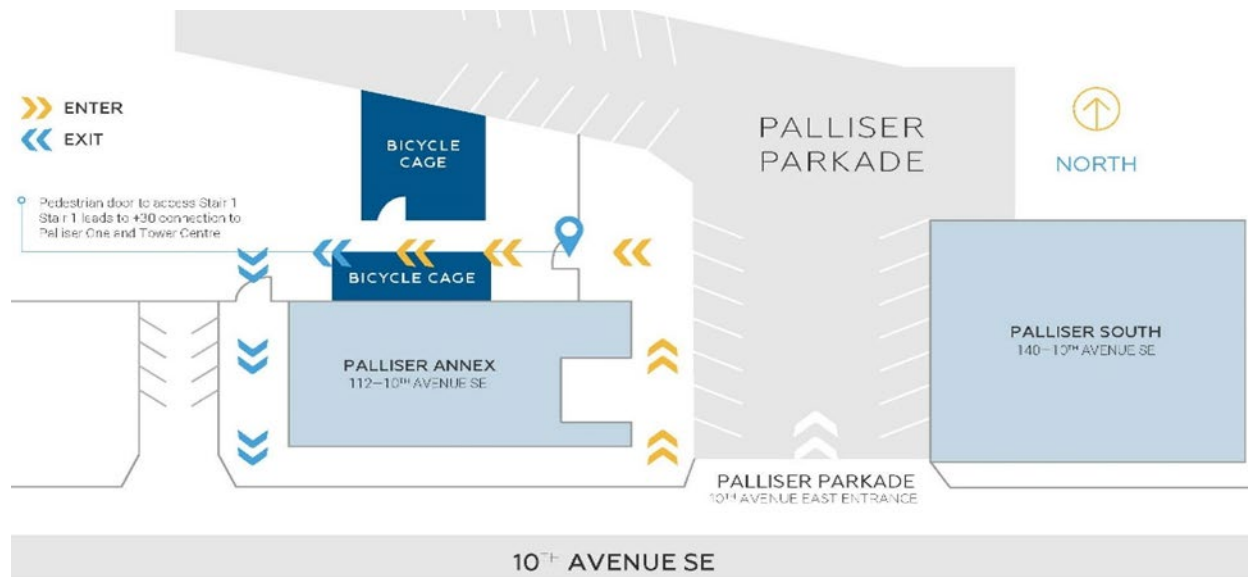 ENTER
EXIT
Pedestrian door to access Stair 1
Stair 1 leads to +30 connection to
Palliser One and Tower Centre
BICYCLE
CAGE
PALLISER
PARKADE
NORTH
BICYCLE CAGE
PALLISER ANNEX
112–10TH AVENUE SE
PALLISER SOUTH
140–10TH AVENUE SE
PALLISER PARKADE
10TH AVENUE EAST ENTRANCE
10TH AVENUE SE